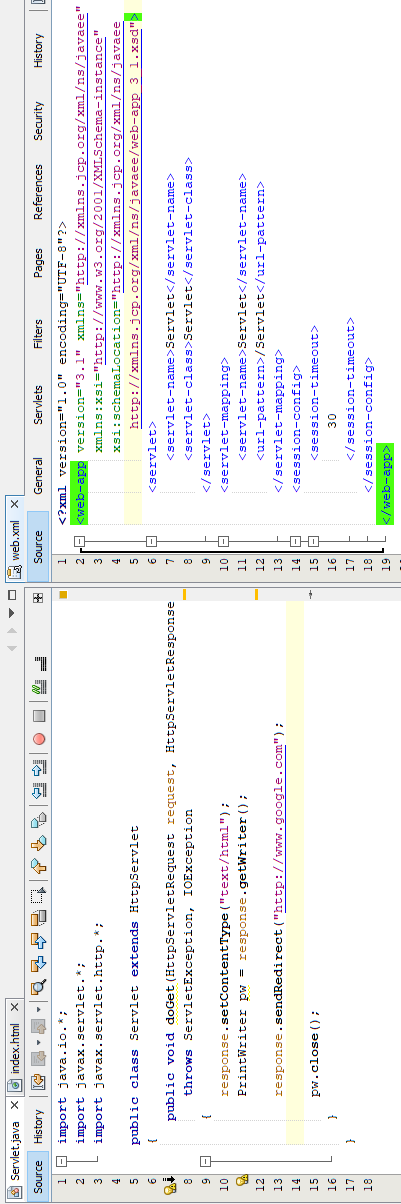 Servlet.java index.html
Source History
1 import java.io.*;
2 import javax.servlet.*;
3 import javax.servlet.http.*;
4
5 public class Servlet extends HttpServlet
6 {
public void doGet(HttpServletRequest request, HttpServletResponse
8 throws ServletException, IOException
9 {
10 response.setContentType("text/html");
PrintWriter pw = response.getWriter();
12
13 response.sendRedirect("http://www.google.com");
14
15 pw.close();
16 }
17 }
18
web.xml
Source General Servlets Filters Pages References Security History
1 <?xml version="1.0" encoding="UTF-8"?>
2 <web-app version="3.1" xmlns="http://xmlns.jcp.org/xml/ns/javaee"
3 xmlns:xsi="http://www.w3.org/2001/XMLSchema-instance"
4 xsi:schemaLocation="http://xmlns.jcp.org/xml/ns/javaee
5 http://xmlns.jcp.org/xml/ns/javaee/web-app_3_1.xsd">
6 <servlet>
7 <servlet-name>Servlet</servlet-name>
8 <servlet-class>Servlet</servlet-class>
9 </servlet>
10 <servlet-mapping>
11 <servlet-name>Servlet</servlet-name>
12 <url-pattern>/Servlet</url-pattern>
13 </servlet-mapping>
14 <session-config>
15 <session-timeout>
16 30
17 </session-timeout>
18 </session-config>
19 </web-app>